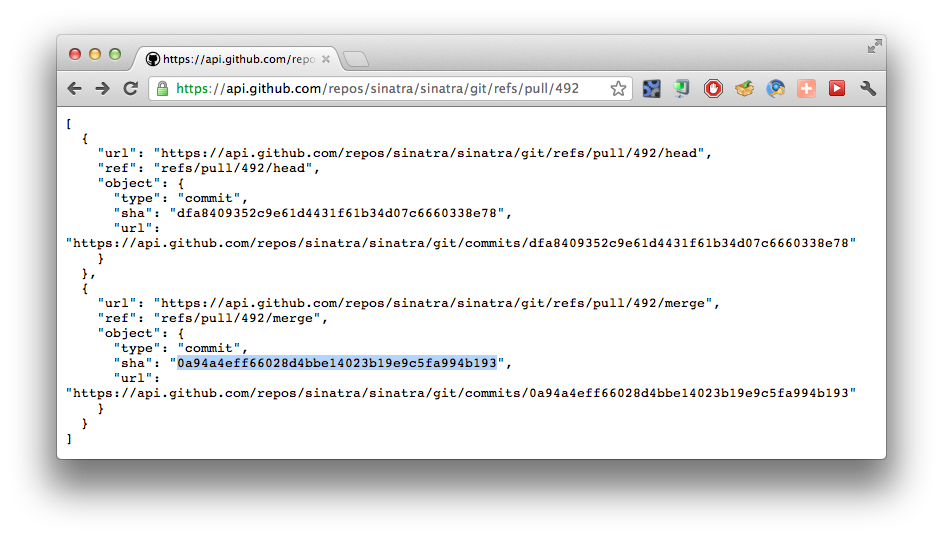 https://api.github.com/repo
https://api.github.com/repos/sinatra/sinatra/git/refs/pull/492
[
  {
    "url": "https://api.github.com/repos/sinatra/sinatra/git/refs/pull/492/head",
    "ref": "refs/pull/492/head",
    "object": {
      "type": "commit",
      "sha": "dfa8409352c9e61d4431f61b34d07c6660338e78",
      "url":
"https://api.github.com/repos/sinatra/sinatra/git/commits/dfa8409352c9e61d4431f61b34d07c6660338e78"
    }
  },
  {
    "url": "https://api.github.com/repos/sinatra/sinatra/git/refs/pull/492/merge",
    "ref": "refs/pull/492/merge",
    "object": {
      "type": "commit",
      "sha": "0a94a4eff66028d4bbe14023b19e9c5fa994b193",
      "url":
"https://api.github.com/repos/sinatra/sinatra/git/commits/0a94a4eff66028d4bbe14023b19e9c5fa994b193"
    }
  }
]